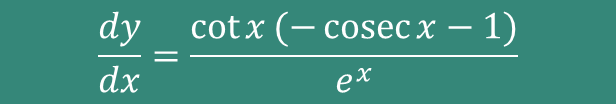 dy/dx = cot x (− cosec x − 1)/e^x